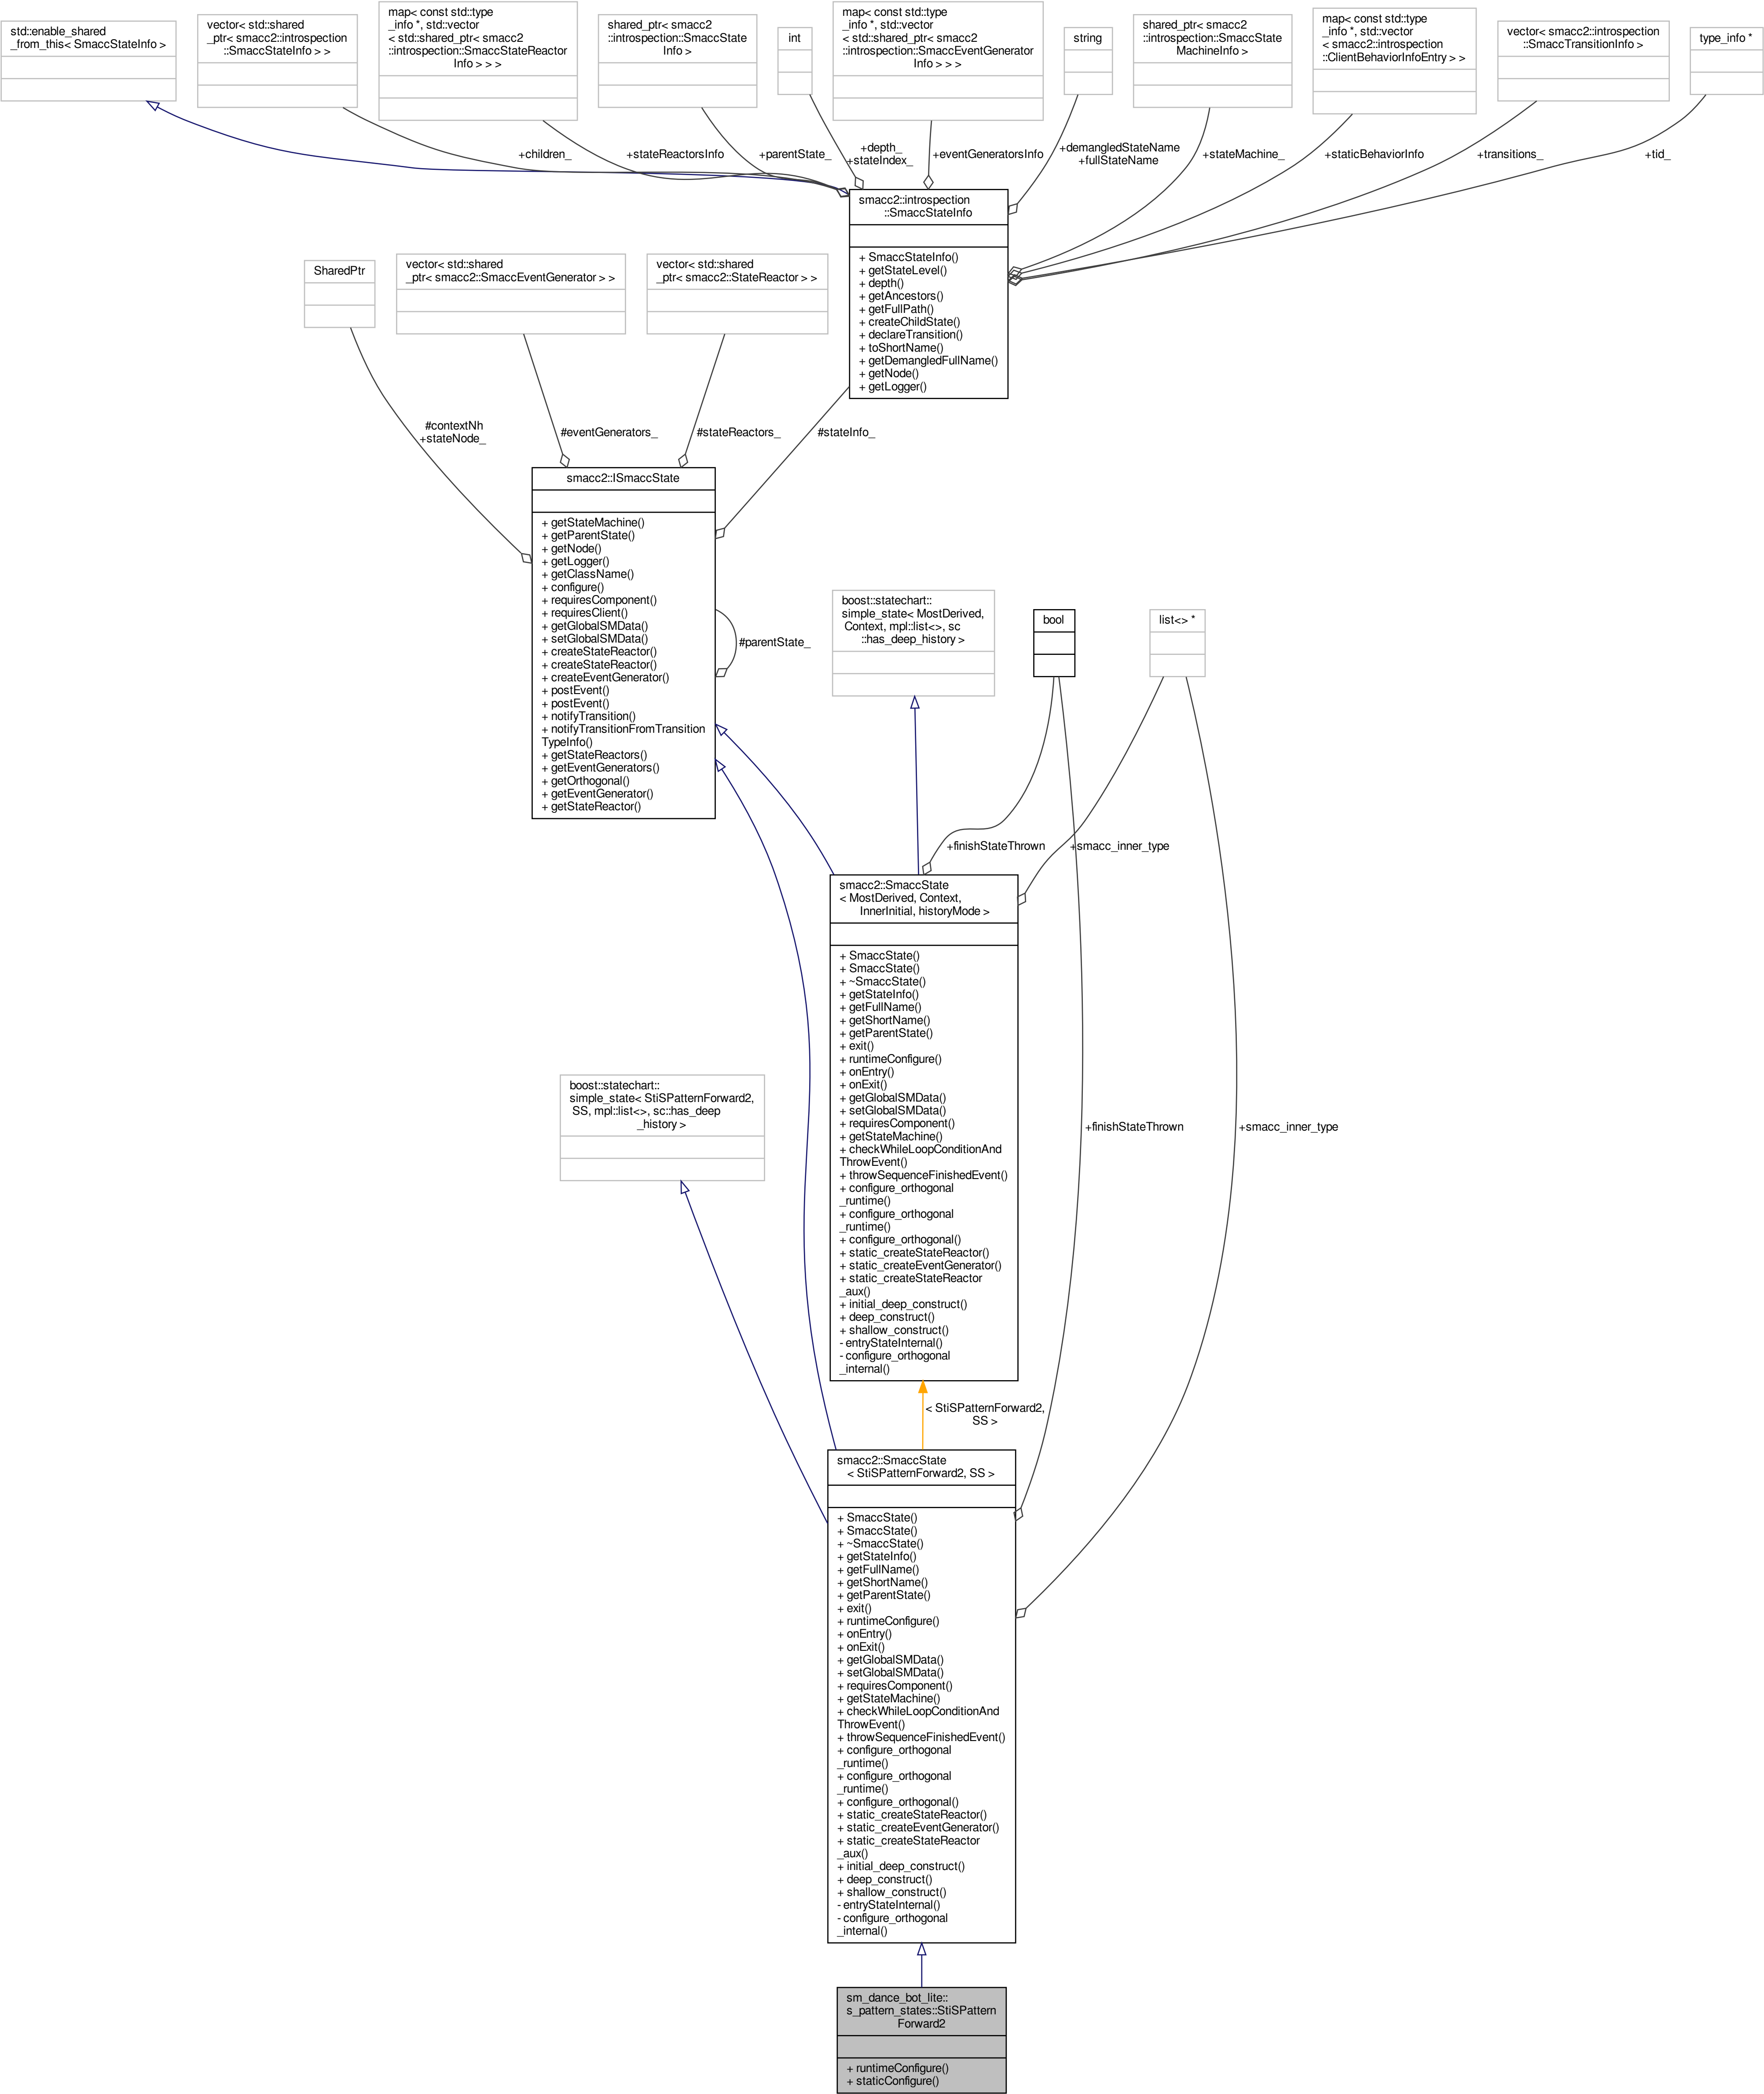 std::enable_shared
_from_this< SmaccStateInfo >
vector< std::shared
_ptr< smacc2::introspection
::SmaccStateInfo > >
map< const std::type
_info *, std::vector
< std::shared_ptr< smacc2
::introspection::SmaccStateReactor
Info > > >
shared_ptr< smacc2
::introspection::SmaccState
Info >
int
map< const std::type
_info *, std::vector
< std::shared_ptr< smacc2
::introspection::SmaccEventGenerator
Info > > >
string
shared_ptr< smacc2
::introspection::SmaccState
MachineInfo >
map< const std::type
_info *, std::vector
< smacc2::introspection
::ClientBehaviorInfoEntry > >
vector< smacc2::introspection
::SmaccTransitionInfo >
type_info *
+children_
+stateReactorsInfo
+parentState_
+depth_
+stateIndex_
+eventGeneratorsInfo
+demangledStateName
+fullStateName
+stateMachine_
+staticBehaviorInfo
+transitions_
+tid_
smacc2::introspection
::SmaccStateInfo
+ SmaccStateInfo()
+ getStateLevel()
+ depth()
+ getAncestors()
+ getFullPath()
+ createChildState()
+ declareTransition()
+ toShortName()
+ getDemangledFullName()
+ getNode()
+ getLogger()
SharedPtr
vector< std::shared
_ptr< smacc2::SmaccEventGenerator > >
vector< std::shared
_ptr< smacc2::StateReactor > >
#contextNh
+stateNode_
#eventGenerators_
#stateReactors_
#stateInfo_
smacc2::ISmaccState
+ getStateMachine()
+ getParentState()
+ getNode()
+ getLogger()
+ getClassName()
+ configure()
+ requiresComponent()
+ requiresClient()
+ getGlobalSMData()
+ setGlobalSMData()
+ createStateReactor()
+ createStateReactor()
+ createEventGenerator()
+ postEvent()
+ postEvent()
+ notifyTransition()
+ notifyTransitionFromTransition
TypeInfo()
+ getStateReactors()
+ getEventGenerators()
+ getOrthogonal()
+ getEventGenerator()
+ getStateReactor()
#parentState_
boost::statechart::
simple_state< MostDerived,
Context, mpl::list<>, sc
::has_deep_history >
bool
list<> *
+finishStateThrown
+smacc_inner_type
smacc2::SmaccState
< MostDerived, Context,
InnerInitial, historyMode >
+ SmaccState()
+ SmaccState()
+ ~SmaccState()
+ getStateInfo()
+ getFullName()
+ getShortName()
+ getParentState()
+ exit()
+ runtimeConfigure()
+ onEntry()
+ onExit()
+ getGlobalSMData()
+ setGlobalSMData()
+ requiresComponent()
+ getStateMachine()
+ checkWhileLoopConditionAnd
ThrowEvent()
+ throwSequenceFinishedEvent()
+ configure_orthogonal
_runtime()
+ configure_orthogonal
_runtime()
+ configure_orthogonal()
+ static_createStateReactor()
+ static_createEventGenerator()
+ static_createStateReactor
_aux()
+ initial_deep_construct()
+ deep_construct()
+ shallow_construct()
- entryStateInternal()
- configure_orthogonal
_internal()
boost::statechart::
simple_state< StiSPatternForward2,
SS, mpl::list<>, sc::has_deep
_history >
+finishStateThrown
+smacc_inner_type
< StiSPatternForward2,
SS >
smacc2::SmaccState
< StiSPatternForward2, SS >
+ SmaccState()
+ SmaccState()
+ ~SmaccState()
+ getStateInfo()
+ getFullName()
+ getShortName()
+ getParentState()
+ exit()
+ runtimeConfigure()
+ onEntry()
+ onExit()
+ getGlobalSMData()
+ setGlobalSMData()
+ requiresComponent()
+ getStateMachine()
+ checkWhileLoopConditionAnd
ThrowEvent()
+ throwSequenceFinishedEvent()
+ configure_orthogonal
_runtime()
+ configure_orthogonal
_runtime()
+ configure_orthogonal()
+ static_createStateReactor()
+ static_createEventGenerator()
+ static_createStateReactor
_aux()
+ initial_deep_construct()
+ deep_construct()
+ shallow_construct()
- entryStateInternal()
- configure_orthogonal
_internal()
sm_dance_bot_lite::
s_pattern_states::StiSPattern
Forward2
+ runtimeConfigure()
+ staticConfigure()